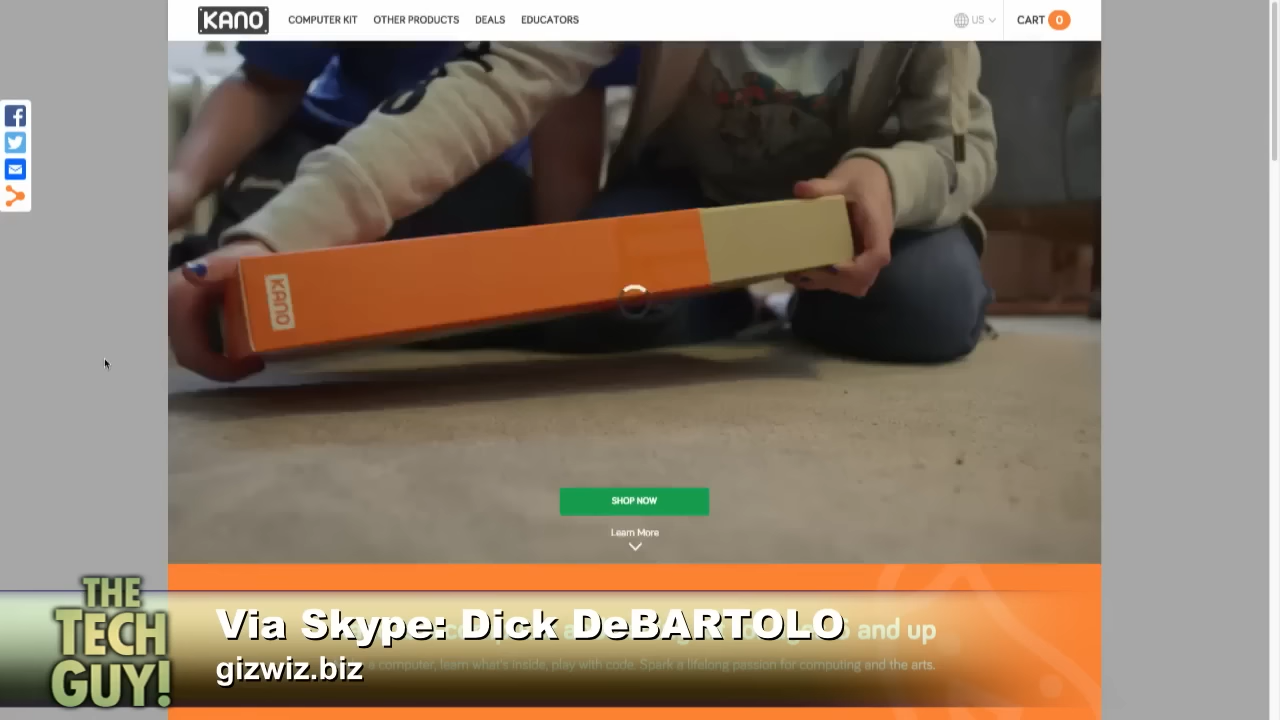 KANO
COMPUTER KIT OTHER PRODUCTS DEALS EDUCATORS US CART 0
KANO
SHOP NOW
Learn More
and up
a computer, learn what's inside, play with code. Spark a lifelong passion for computing and the arts.
THE TECH GUY!
Via Skype: Dick DeBARTOLO
gizwiz.biz